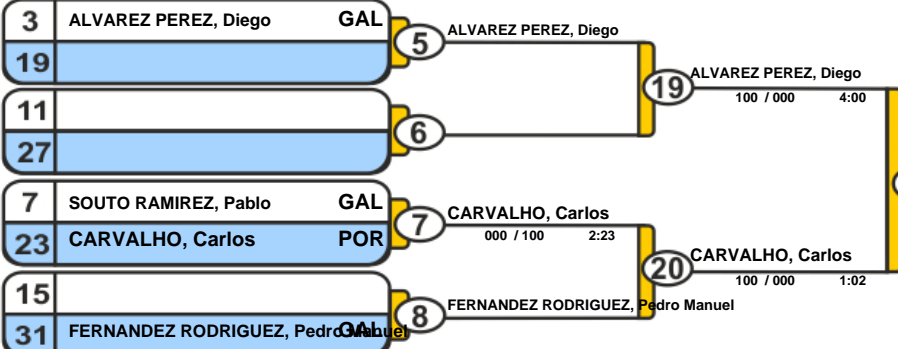 3 ALVAREZ PEREZ, Diego GAL
19
5 ALVAREZ PEREZ, Diego
11
27
6
19 ALVAREZ PEREZ, Diego
100 / 000 4:00
7 SOUTO RAMIREZ, Pablo GAL
23 CARVALHO, Carlos POR
7 CARVALHO, Carlos
000 / 100 2:23
15
31 FERNANDEZ RODRIGUEZ, Pedro Manuel GAL
8 FERNANDEZ RODRIGUEZ, Pedro Manuel
20 CARVALHO, Carlos
100 / 000 1:02